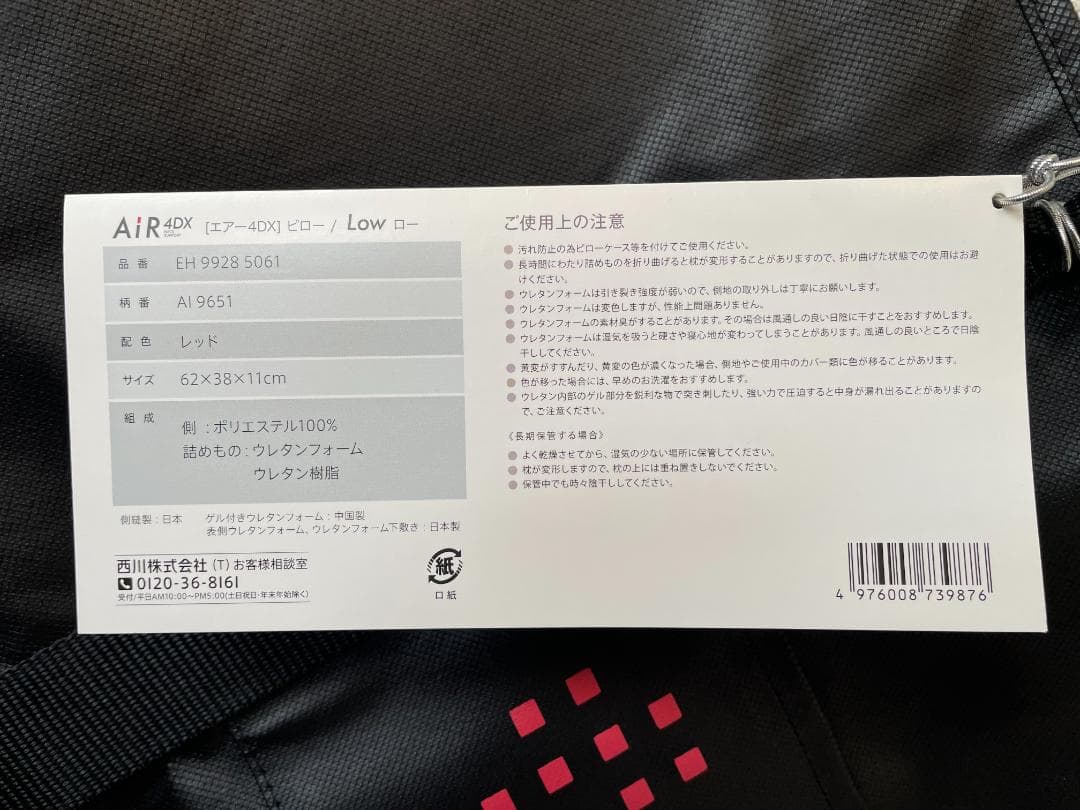 AiR 4DX [エアー4DX] ピロー / Low ロー
品番 EH 9928 5061
柄番 AI 9651
配色 レッド
サイズ 62×38×11cm
組成 側：ポリエステル100%
詰めもの：ウレタンフォーム
ウレタン樹脂
側縫製：日本 ゲル付きウレタンフォーム：中国製
表側ウレタンフォーム、ウレタンフォーム下敷き：日本製
西川株式会社 (T) お客様相談室
0120-36-8161
受付/平日AM10:00〜PM5:00(土日祝日・年末年始除く)
紙
口紙
ご使用上の注意
●汚れ防止の為ピローケース等を付けてご使用ください。
●長時間にわたり詰めものを折り曲げると枕が変形することがありますので、折り曲げた状態での使用はお避
けください。
●ウレタンフォームは引き裂き強度が弱いので、側地の取り外しは丁寧にお願いします。
●ウレタンフォームは変色しますが、性能上問題ありません。
●ウレタンフォームの素材臭がすることがあります。その場合は風通しの良い日陰に干すことをおすすめします。
●ウレタンフォームは湿気を吸うと硬さや寝心地が変わってしまうことがあります。風通しの良いところで日陰
干ししてください。
●黄変がすすんだり、黄変の色が濃くなった場合、側地やご使用中のカバー類に色が移ることがあります。
●色が移った場合には、早めのお洗濯をおすすめします。
●ウレタン内部のゲル部分を鋭利な物で突き刺したり、強い力で圧迫すると中身が漏れ出ることがありますの
で、ご注意ください。
《長期保管する場合》
●よく乾燥させてから、湿気の少ない場所に保管してください。
●枕が変形しますので、枕の上には重ね置きしないでください。
●保管中でも時々陰干ししてください。
4 976008 739876